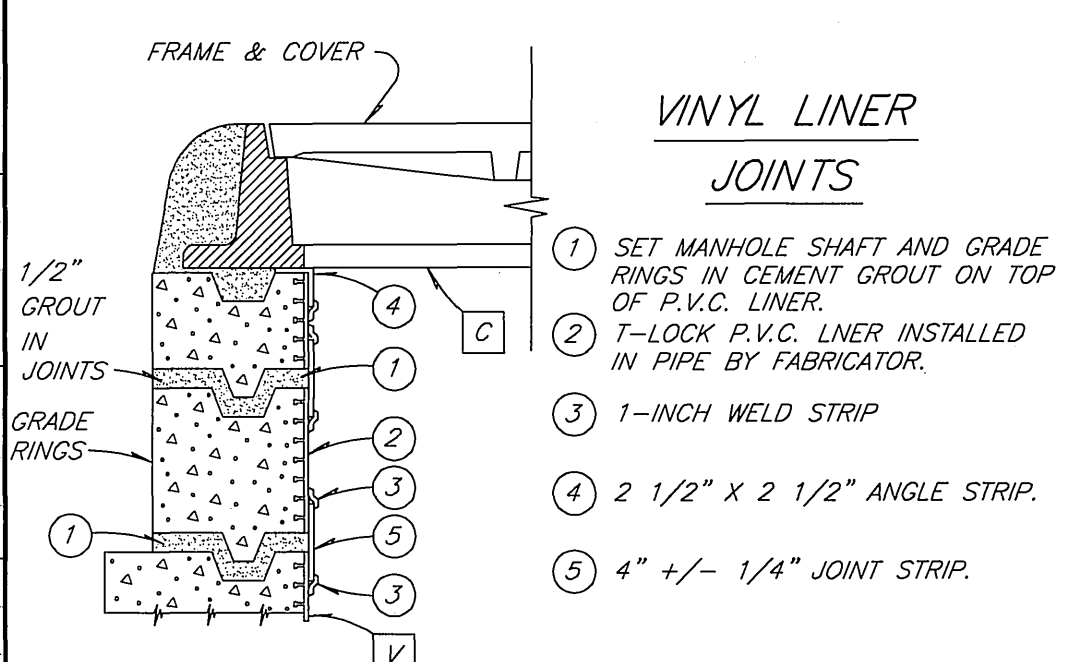 FRAME & COVER
VINYL LINER
JOINTS
1/2"
GROUT
IN
JOINTS
GRADE
RINGS
4
C
1
2
3
5
1
3
V
1 SET MANHOLE SHAFT AND GRADE
RINGS IN CEMENT GROUT ON TOP
OF P.V.C. LINER.
2 T-LOCK P.V.C. LNER INSTALLED
IN PIPE BY FABRICATOR.
3 1-INCH WELD STRIP
4 2 1/2" X 2 1/2" ANGLE STRIP.
5 4" +/- 1/4" JOINT STRIP.